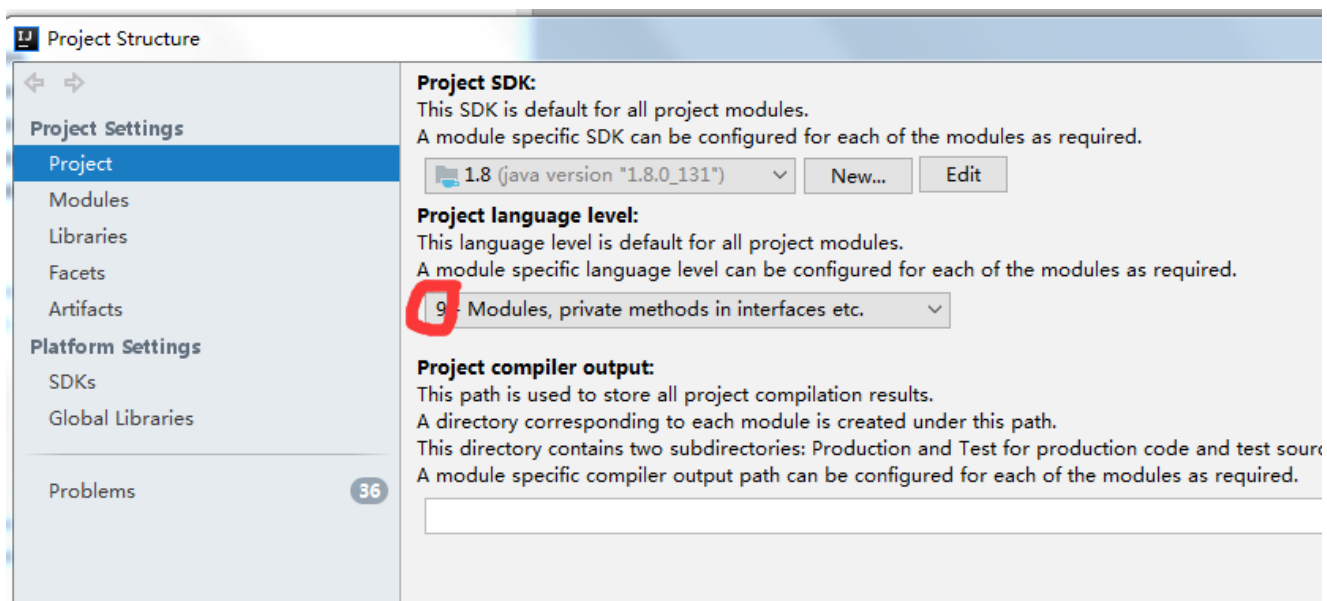 Project Structure
Project Settings
Project
Modules
Libraries
Facets
Artifacts
Platform Settings
SDKs
Global Libraries
Problems
36
Project SDK:
This SDK is default for all project modules.
A module specific SDK can be configured for each of the modules as required.
1.8 (java version "1.8.0_131")
New...
Edit
Project language level:
This language level is default for all project modules.
A module specific language level can be configured for each of the modules as required.
9 - Modules, private methods in interfaces etc.
Project compiler output:
This path is used to store all project compilation results.
A directory corresponding to each module is created under this path.
This directory contains two subdirectories: Production and Test for production code and test sour
A module specific compiler output path can be configured for each of the modules as required.